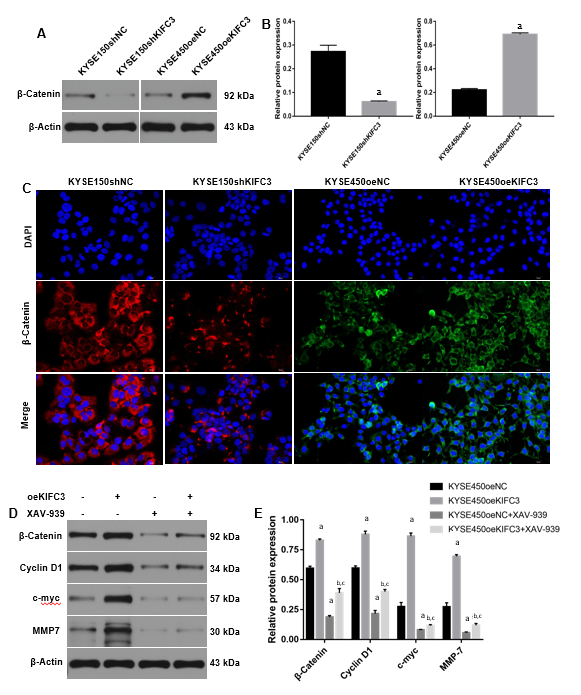 A
KYSE150shNC
KYSE150shKIFC3
KYSE450oeNC
KYSE450oeKIFC3
β-Catenin
92 kDa
β-Actin
43 kDa
B
Relative protein expression
0.4
0.3
0.2
0.1
0.0
a
KYSE150shNC
KYSE150shKIFC3
Relative protein expression
0.8
0.6
0.4
0.2
0.0
a
KYSE450oeNC
KYSE450oeKIFC3
C
KYSE150shNC
KYSE150shKIFC3
KYSE450oeNC
KYSE450oeKIFC3
DAPI
β-Catenin
Merge
D
oeKIFC3 - + - +
XAV-939 - - + +
β-Catenin 92 kDa
Cyclin D1 34 kDa
c-myc 57 kDa
MMP7 30 kDa
β-Actin 43 kDa
E
KYSE450oeNC
KYSE450oeKIFC3
KYSE450oeNC+XAV-939
KYSE450oeKIFC3+XAV-939
Relative protein expression
1.00
0.75
0.50
0.25
0.00
a a b,c
a a b,c
a a b,c
a a b,c
β-Catenin
Cyclin D1
c-myc
MMP-7